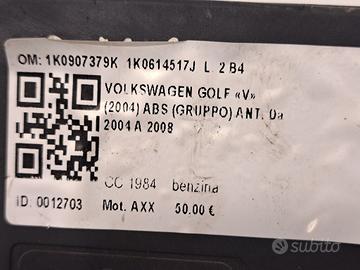 OM: 1K0907379K 1K0614517J L 2 B4
VOLKSWAGEN GOLF «V»
(2004) ABS (GRUPPO) ANT. Da
2004 A 2008
CC 1984 benzina
ID: 0012703 Mot. AXX 50.00 €
subito